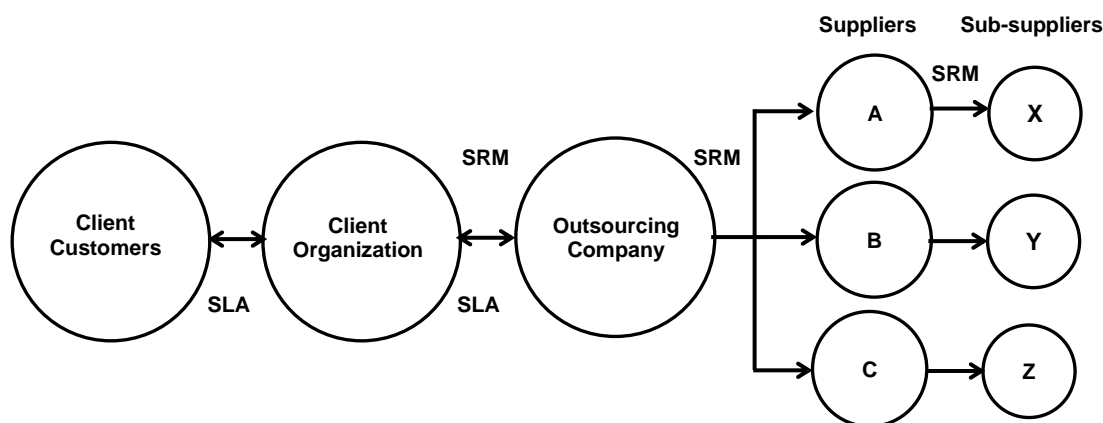 Suppliers
Sub-suppliers
SRM
A
X
SRM
SRM
Client
Customers
Client
Organization
Outsourcing
Company
B
Y
SLA
SLA
C
Z